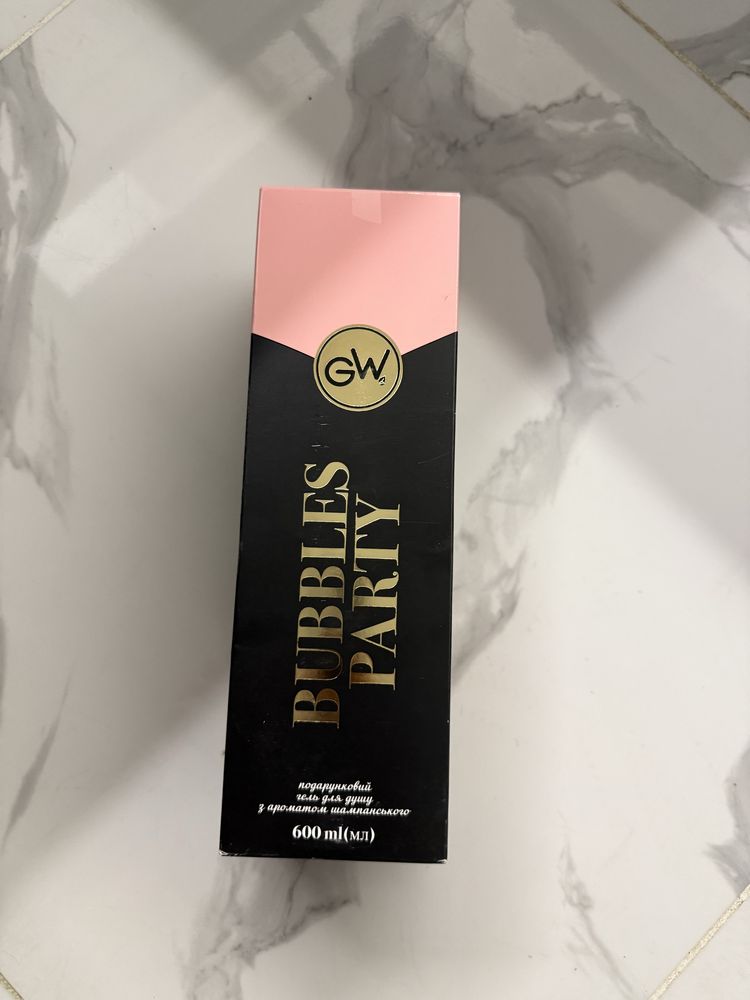 GW
BUBBLES
PARTY
подарунковий
гель для душу
з ароматом шампанського
600 ml(мл)